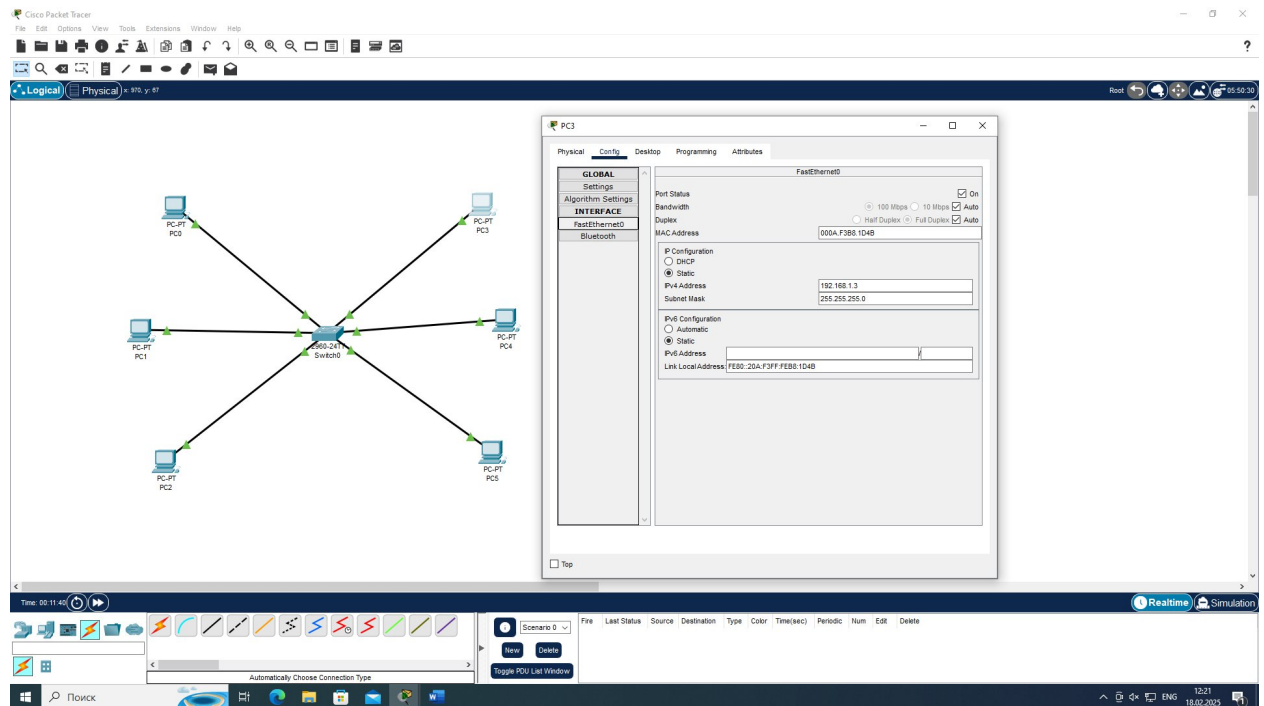 Cisco Packet Tracer
File Edit Options View Tools Extensions Window Help
?
Logical Physical x: 970, y: 67 Root 05:50:30
PC-PT
PC0
PC-PT
PC3
PC-PT
PC1
2960-24TT
Switch0
PC-PT
PC4
PC-PT
PC2
PC-PT
PC5
PC3
Physical Config Desktop Programming Attributes
GLOBAL
Settings
Algorithm Settings
INTERFACE
FastEthernet0
Bluetooth
FastEthernet0
Port Status On
Bandwidth 100 Mbps 10 Mbps Auto
Duplex Half Duplex Full Duplex Auto
MAC Address 000A.F3B8.1D4B
IP Configuration
DHCP
Static
IPv4 Address 192.168.1.3
Subnet Mask 255.255.255.0
IPv6 Configuration
Automatic
Static
IPv6 Address /
Link Local Address: FE80::20A:F3FF:FEB8:1D4B
Top
Time: 00:11:40 Realtime Simulation
Scenario 0
New Delete
Toggle PDU List Window
Fire Last Status Source Destination Type Color Time(sec) Periodic Num Edit Delete
Automatically Choose Connection Type
Поиск
ENG
12:21
18.02.2025